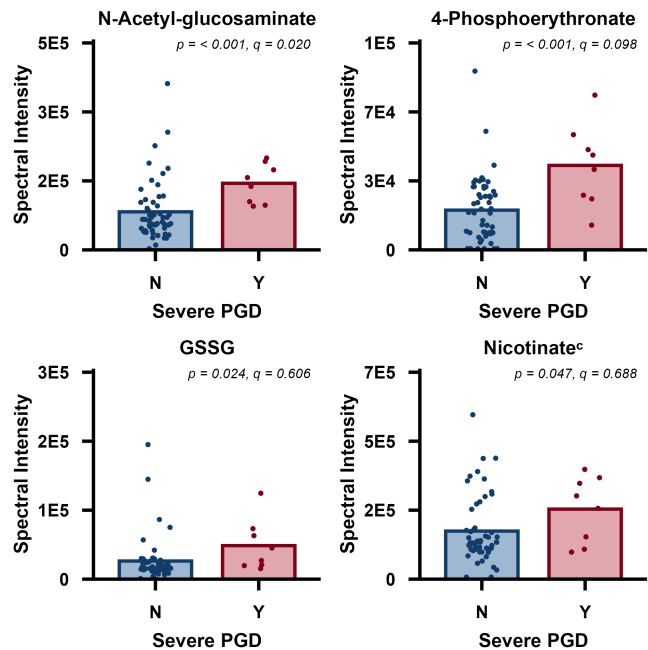 N-Acetyl-glucosaminate
p = < 0.001, q = 0.020
Spectral Intensity
5E5
3E5
2E5
0
N
Y
Severe PGD
4-Phosphoerythronate
p = < 0.001, q = 0.098
Spectral Intensity
1E5
7E4
3E4
0
N
Y
Severe PGD
GSSG
p = 0.024, q = 0.606
Spectral Intensity
3E5
2E5
1E5
0
N
Y
Severe PGD
Nicotinateᶜ
p = 0.047, q = 0.688
Spectral Intensity
7E5
5E5
2E5
0
N
Y
Severe PGD